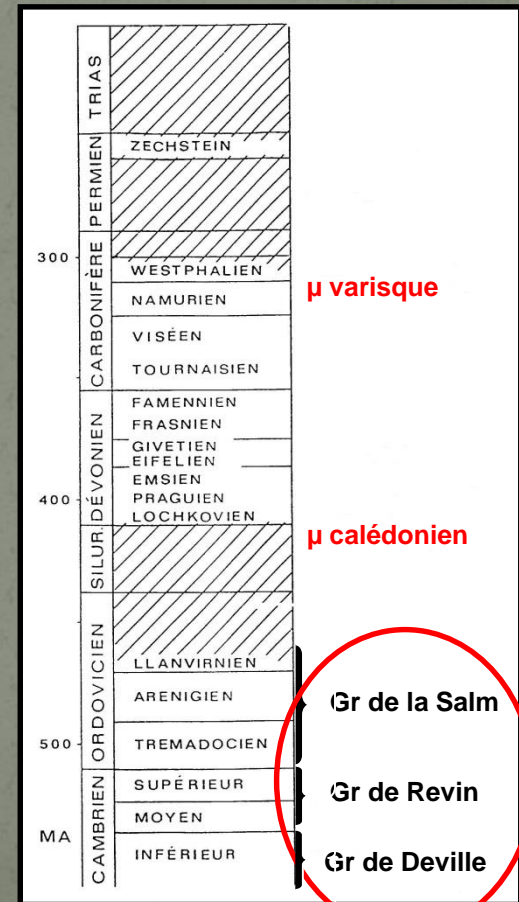 TRIAS
PERMIEN
ZECHSTEIN
CARBONIFÈRE
300
WESTPHALIEN
µ varisque
NAMURIEN
VISÉEN
TOURNAISIEN
DÉVONIEN
FAMENNIEN
FRASNIEN
GIVETIEN
EIFELIEN
EMSIEN
400
PRAGUIEN
LOCHKOVIEN
SILUR
µ calédonien
ORDOVICIEN
LLANVIRNIEN
ARENIGIEN
Gr de la Salm
500
TREMADOCIEN
CAMBRIEN
SUPÉRIEUR
Gr de Revin
MOYEN
MA
INFÉRIEUR
Gr de Deville